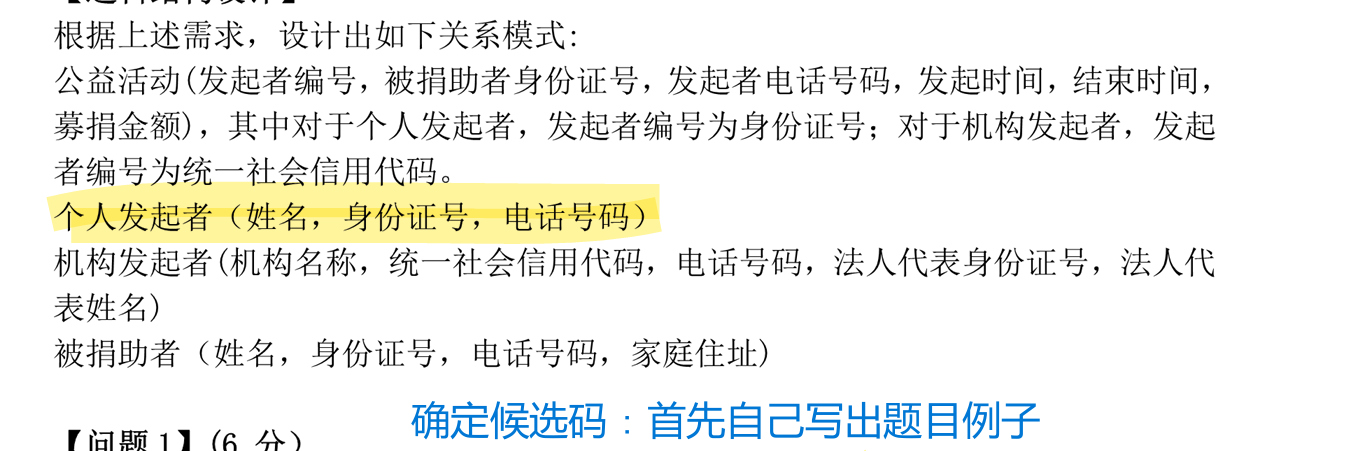 【逻辑结构设计】
根据上述需求，设计出如下关系模式:
公益活动(发起者编号，被捐助者身份证号，发起者电话号码，发起时间，结束时间，
募捐金额)，其中对于个人发起者，发起者编号为身份证号；对于机构发起者，发起
者编号为统一社会信用代码。
个人发起者（姓名，身份证号，电话号码）
机构发起者(机构名称，统一社会信用代码，电话号码，法人代表身份证号，法人代
表姓名)
被捐助者（姓名，身份证号，电话号码，家庭住址)
确定候选码：首先自己写出题目例子
【问题1】(6 分）